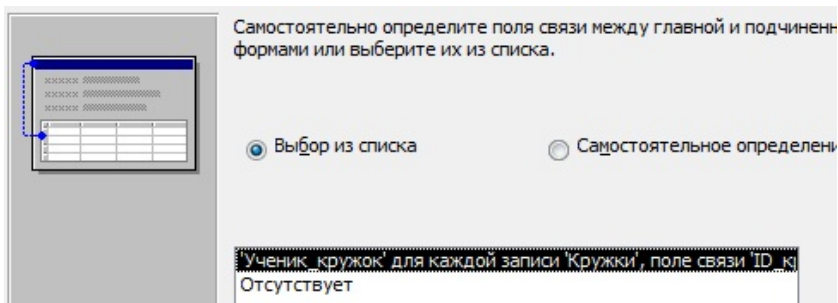 Самостоятельно определите поля связи между главной и подчиненн
формами или выберите их из списка.
Выбор из списка
Самостоятельное определени
'Ученик_кружок' для каждой записи 'Кружки', поле связи 'ID_кр
Отсутствует